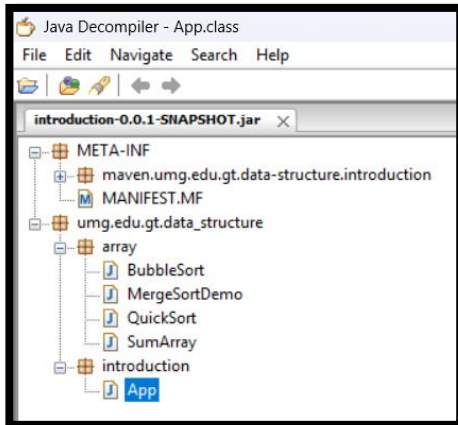 Java Decompiler - App.class
File Edit Navigate Search Help
introduction-0.0.1-SNAPSHOT.jar
META-INF
maven.umg.edu.gt.data-structure.introduction
M MANIFEST.MF
umg.edu.gt.data_structure
array
J BubbleSort
J MergeSortDemo
J QuickSort
J SumArray
introduction
J App